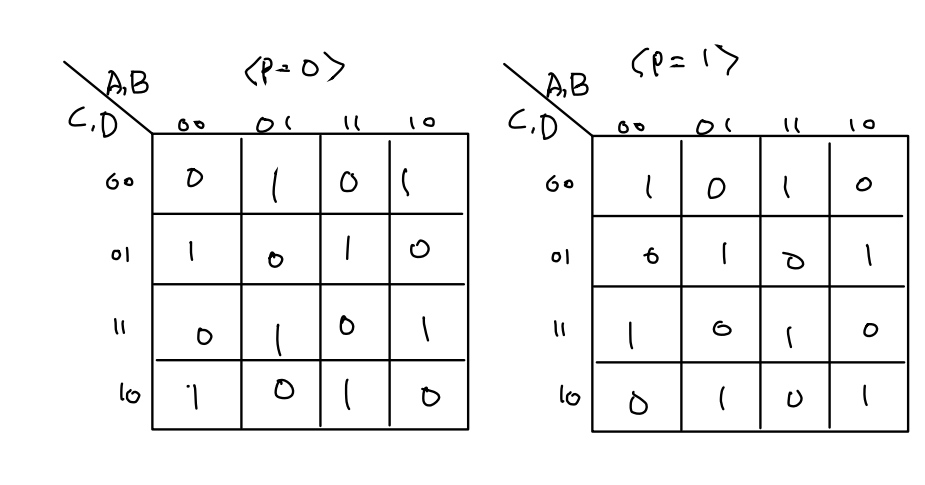 <P=0> <P=1>
A,B A,B
C,D 00 01 11 10 C,D 00 01 11 10
00 0 1 0 1 00 1 0 1 0
01 1 0 1 0 01 0 1 0 1
11 0 1 0 1 11 1 0 1 0
10 1 0 1 0 10 0 1 0 1